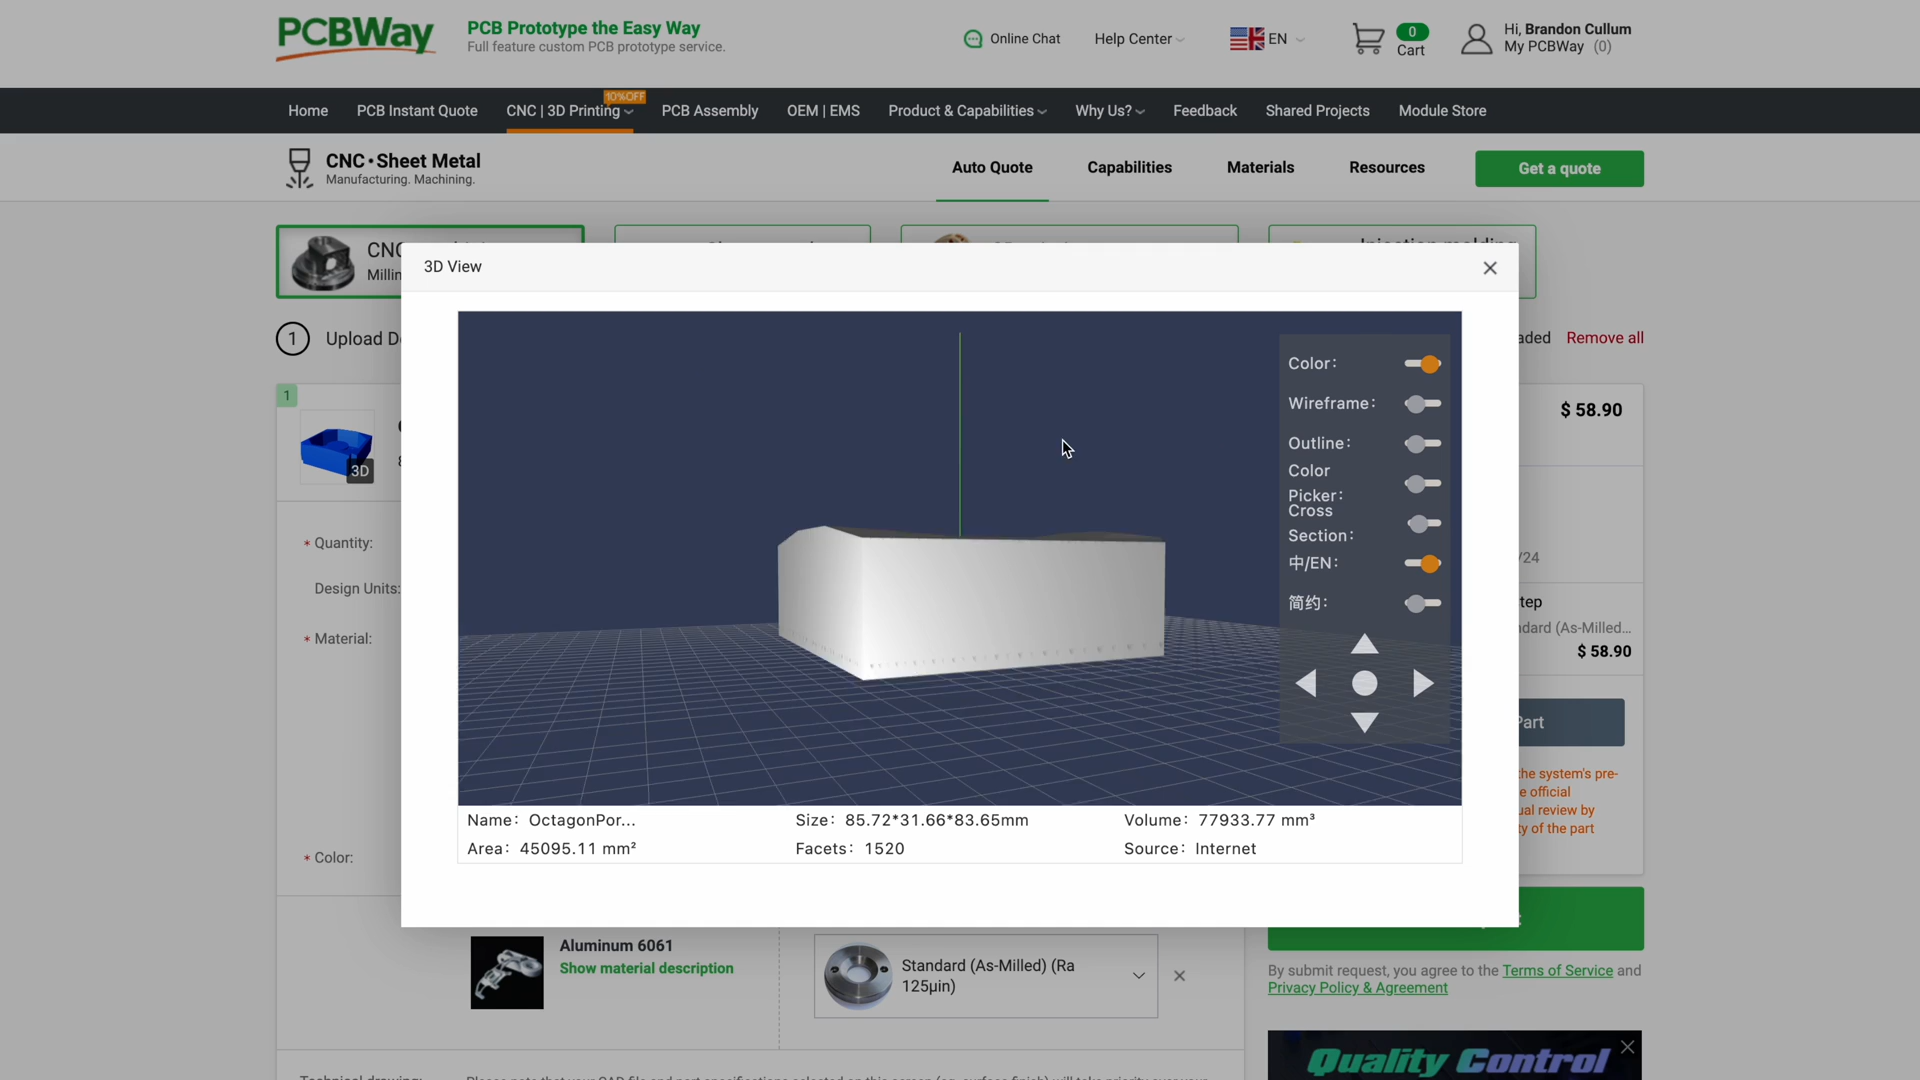 PCBWay
PCB Prototype the Easy Way
Full feature custom PCB prototype service.
Online Chat
Help Center
EN
0
Cart
Hi, Brandon Cullum
My PCBWay (0)
Home
PCB Instant Quote
CNC | 3D Printing
10%OFF
PCB Assembly
OEM | EMS
Product & Capabilities
Why Us?
Feedback
Shared Projects
Module Store
CNC • Sheet Metal
Manufacturing. Machining.
Auto Quote
Capabilities
Materials
Resources
Get a quote
CNC
Millin
3D View
1
Upload D
aded
Remove all
1
3D
$ 58.90
Color:
Wireframe:
Outline:
Color
Picker:
Cross
Section:
中/EN:
简约:
* Quantity:
Design Units:
* Material:
* Color:
/24
tep
ndard (As-Milled...
$ 58.90
Part
the system's pre-
e official
ual review by
ty of the part
Name: OctagonPor...
Size: 85.72*31.66*83.65mm
Volume: 77933.77 mm³
Area: 45095.11 mm²
Facets: 1520
Source: Internet
Aluminum 6061
Show material description
Standard (As-Milled) (Ra
125µin)
By submit request, you agree to the Terms of Service and
Privacy Policy & Agreement
Quality Control